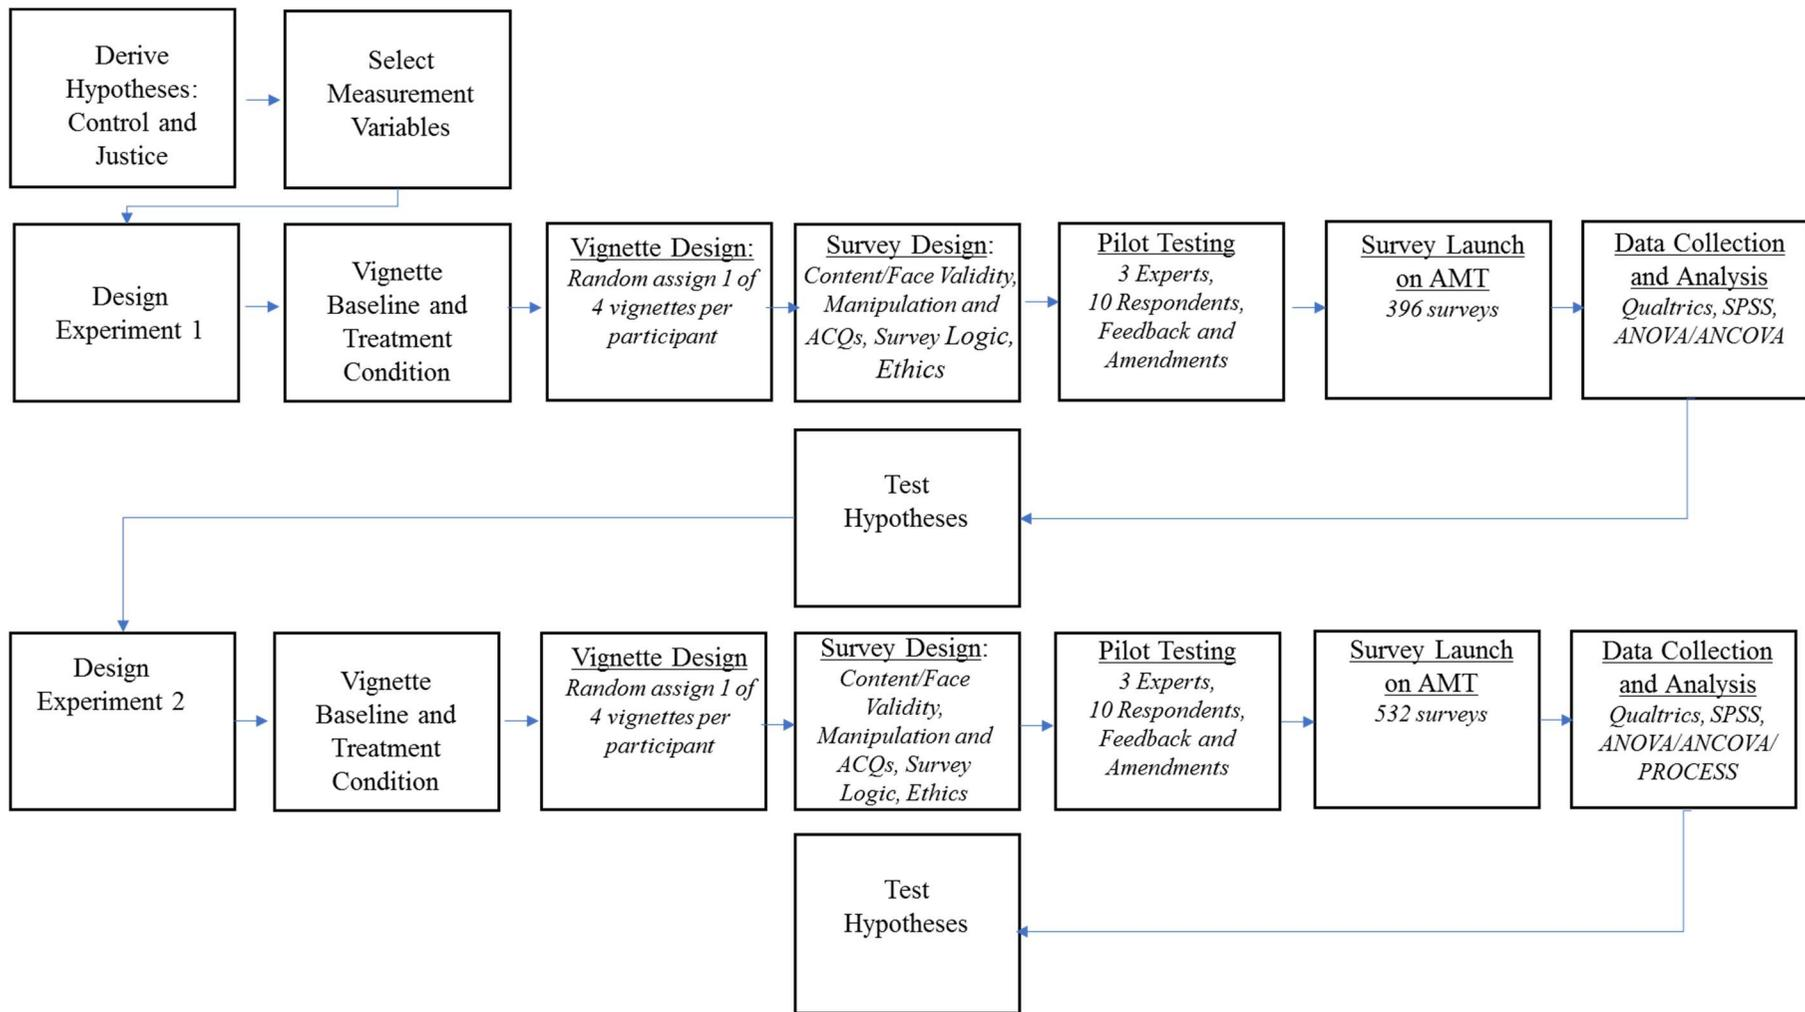 Derive
Hypotheses:
Control and
Justice
Select
Measurement
Variables
Design
Experiment 1
Vignette
Baseline and
Treatment
Condition
Vignette Design:
Random assign 1 of
4 vignettes per
participant
Survey Design:
Content/Face Validity,
Manipulation and
ACQs, Survey Logic,
Ethics
Pilot Testing
3 Experts,
10 Respondents,
Feedback and
Amendments
Survey Launch
on AMT
396 surveys
Data Collection
and Analysis
Qualtrics, SPSS,
ANOVA/ANCOVA
Test
Hypotheses
Design
Experiment 2
Vignette
Baseline and
Treatment
Condition
Vignette Design
Random assign 1 of
4 vignettes per
participant
Survey Design:
Content/Face
Validity,
Manipulation and
ACQs, Survey
Logic, Ethics
Pilot Testing
3 Experts,
10 Respondents,
Feedback and
Amendments
Survey Launch
on AMT
532 surveys
Data Collection
and Analysis
Qualtrics, SPSS,
ANOVA/ANCOVA/
PROCESS
Test
Hypotheses